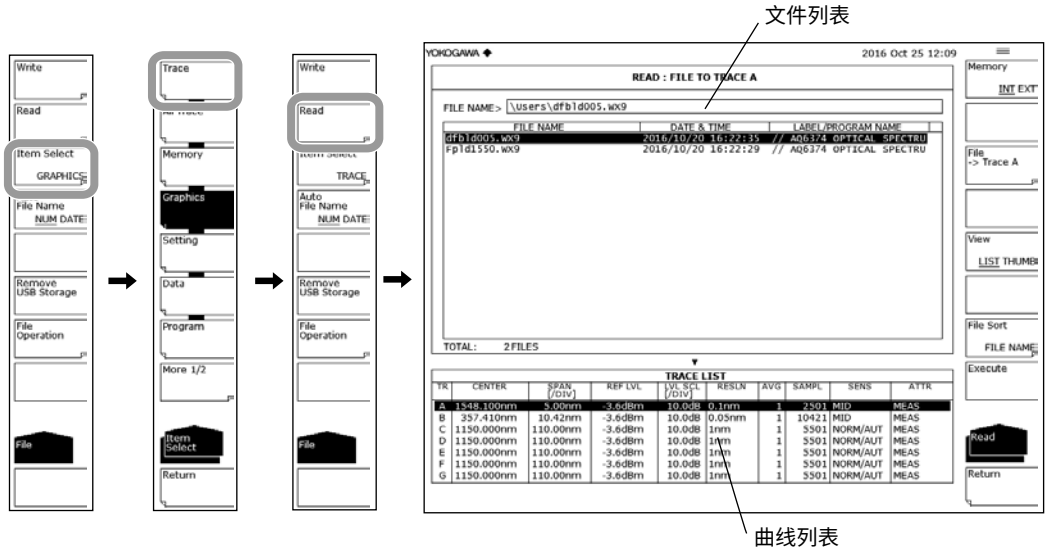 文件列表
Write
Read
Item Select
GRAPHICS
File Name
NUM DATE
Remove
USB Storage
File
Operation
File
Trace
All Trace
Memory
Graphics
Setting
Data
Program
More 1/2
Item
Select
Return
Write
Read
Item Select
TRACE
Auto
File Name
NUM DATE
Remove
USB Storage
File
Operation
File
YOKOGAWA ◆ 2016 Oct 25 12:09
READ : FILE TO TRACE A
FILE NAME> \Users\dfbld005.WX9
FILE NAME DATE & TIME LABEL/PROGRAM NAME
dfbld005.WX9 2016/10/20 16:22:35 // AQ6374 OPTICAL SPECTRU
Fpld1550.WX9 2016/10/20 16:22:29 // AQ6374 OPTICAL SPECTRU
TOTAL: 2FILES
TRACE LIST
TR CENTER SPAN [/DIV] REF LVL LVL SCL [/DIV] RESLN AVG SAMPL SENS ATTR
A 1548.100nm 5.00nm -3.6dBm 10.0dB 0.1nm 1 2501 MID MEAS
B 357.410nm 10.42nm -3.6dBm 10.0dB 0.05nm 1 10421 MID MEAS
C 1150.000nm 110.00nm -3.6dBm 10.0dB 1nm 1 5501 NORM/AUT MEAS
D 1150.000nm 110.00nm -3.6dBm 10.0dB 1nm 1 5501 NORM/AUT MEAS
E 1150.000nm 110.00nm -3.6dBm 10.0dB 1nm 1 5501 NORM/AUT MEAS
F 1150.000nm 110.00nm -3.6dBm 10.0dB 1nm 1 5501 NORM/AUT MEAS
G 1150.000nm 110.00nm -3.6dBm 10.0dB 1nm 1 5501 NORM/AUT MEAS
Memory
INT EXT
File
-> Trace A
View
LIST THUMB
File Sort
FILE NAME
Execute
Read
Return
曲线列表